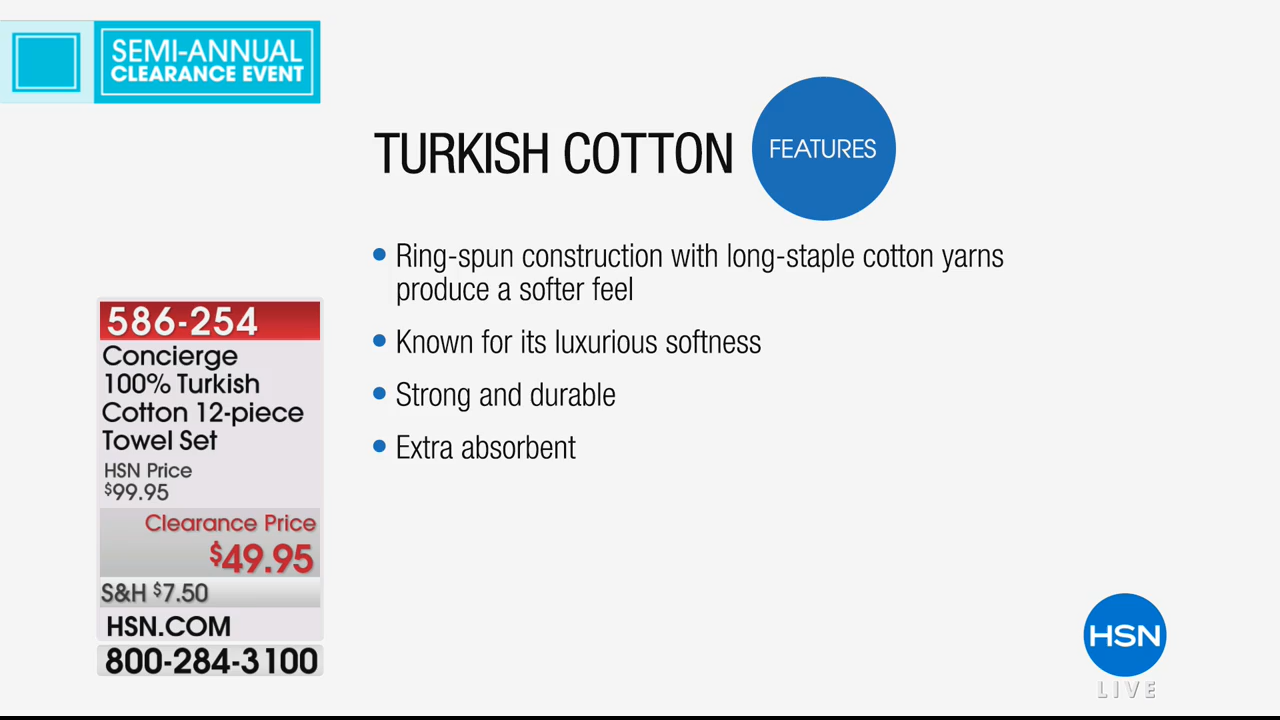 SEMI-ANNUAL
CLEARANCE EVENT
TURKISH COTTON
FEATURES
Ring-spun construction with long-staple cotton yarns
produce a softer feel
Known for its luxurious softness
Strong and durable
Extra absorbent
586-254
Concierge
100% Turkish
Cotton 12-piece
Towel Set
HSN Price
$99.95
Clearance Price
$49.95
S&H $7.50
HSN.COM
800-284-3100
HSN
LIVE